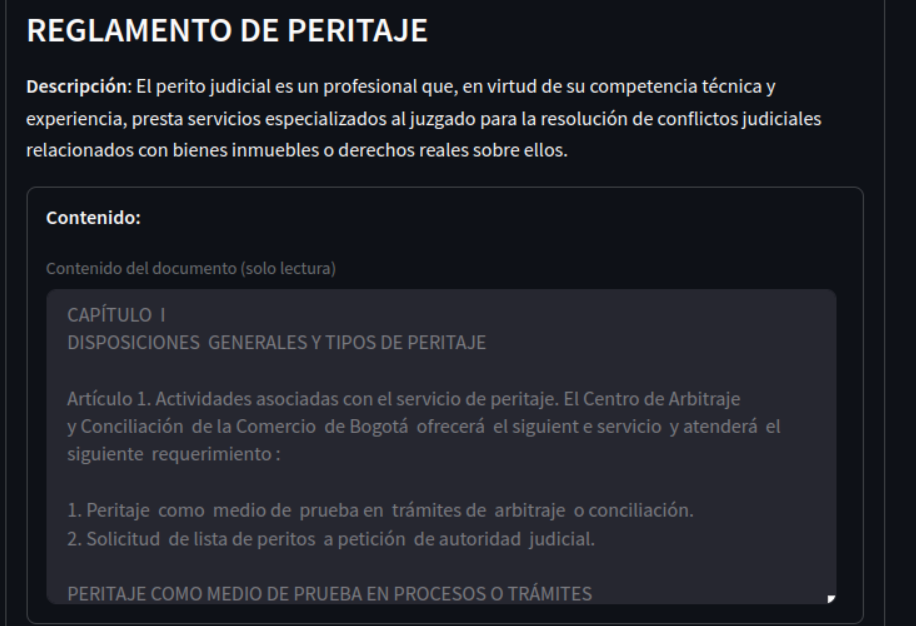 REGLAMENTO DE PERITAJE
Descripción: El perito judicial es un profesional que, en virtud de su competencia técnica y
experiencia, presta servicios especializados al juzgado para la resolución de conflictos judiciales
relacionados con bienes inmuebles o derechos reales sobre ellos.
Contenido:
Contenido del documento (solo lectura)
CAPÍTULO I
DISPOSICIONES GENERALES Y TIPOS DE PERITAJE
Artículo 1. Actividades asociadas con el servicio de peritaje. El Centro de Arbitraje
y Conciliación de la Comercio de Bogotá ofrecerá el siguient e servicio y atenderá el
siguiente requerimiento :
1. Peritaje como medio de prueba en trámites de arbitraje o conciliación.
2. Solicitud de lista de peritos a petición de autoridad judicial.
PERITAJE COMO MEDIO DE PRUEBA EN PROCESOS O TRÁMITES